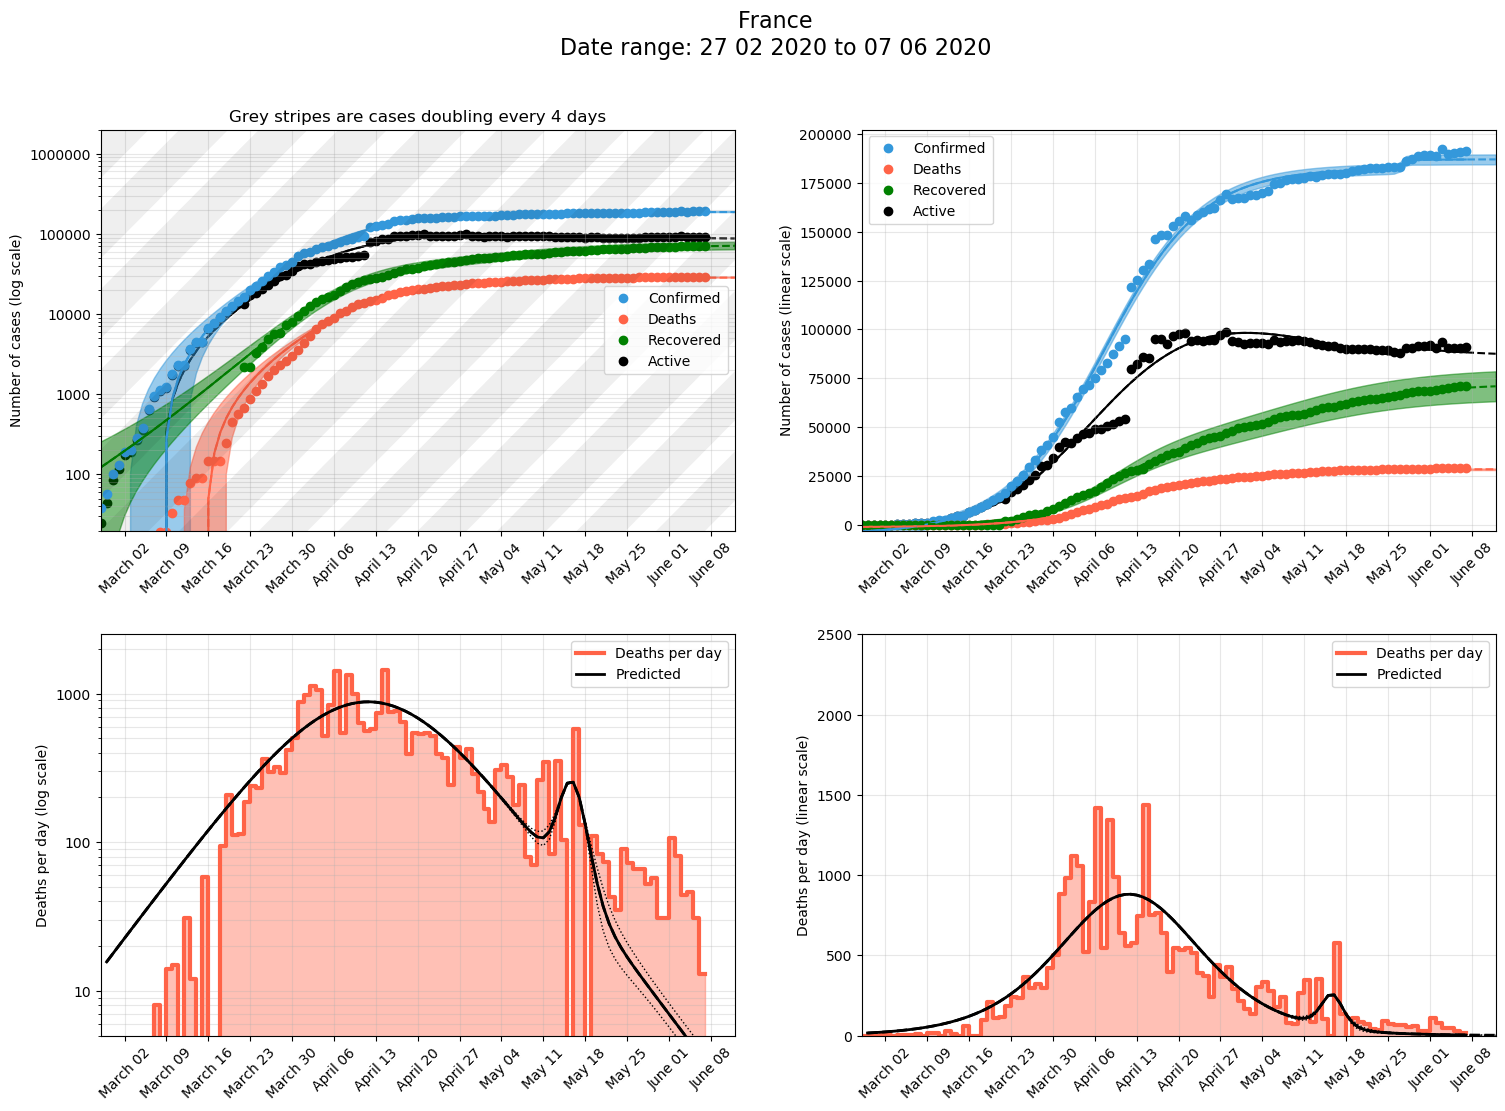 France
Date range: 27 02 2020 to 07 06 2020
Grey stripes are cases doubling every 4 days
Number of cases (log scale)
1000000
100000
10000
1000
100
Confirmed
Deaths
Recovered
Active
March 02
March 09
March 16
March 23
March 30
April 06
April 13
April 20
April 27
May 04
May 11
May 18
May 25
June 01
June 08
Number of cases (linear scale)
200000
175000
150000
125000
100000
75000
50000
25000
0
Confirmed
Deaths
Recovered
Active
March 02
March 09
March 16
March 23
March 30
April 06
April 13
April 20
April 27
May 04
May 11
May 18
May 25
June 01
June 08
Deaths per day (log scale)
1000
100
10
Deaths per day
Predicted
March 02
March 09
March 16
March 23
March 30
April 06
April 13
April 20
April 27
May 04
May 11
May 18
May 25
June 01
June 08
Deaths per day (linear scale)
2500
2000
1500
1000
500
0
Deaths per day
Predicted
March 02
March 09
March 16
March 23
March 30
April 06
April 13
April 20
April 27
May 04
May 11
May 18
May 25
June 01
June 08